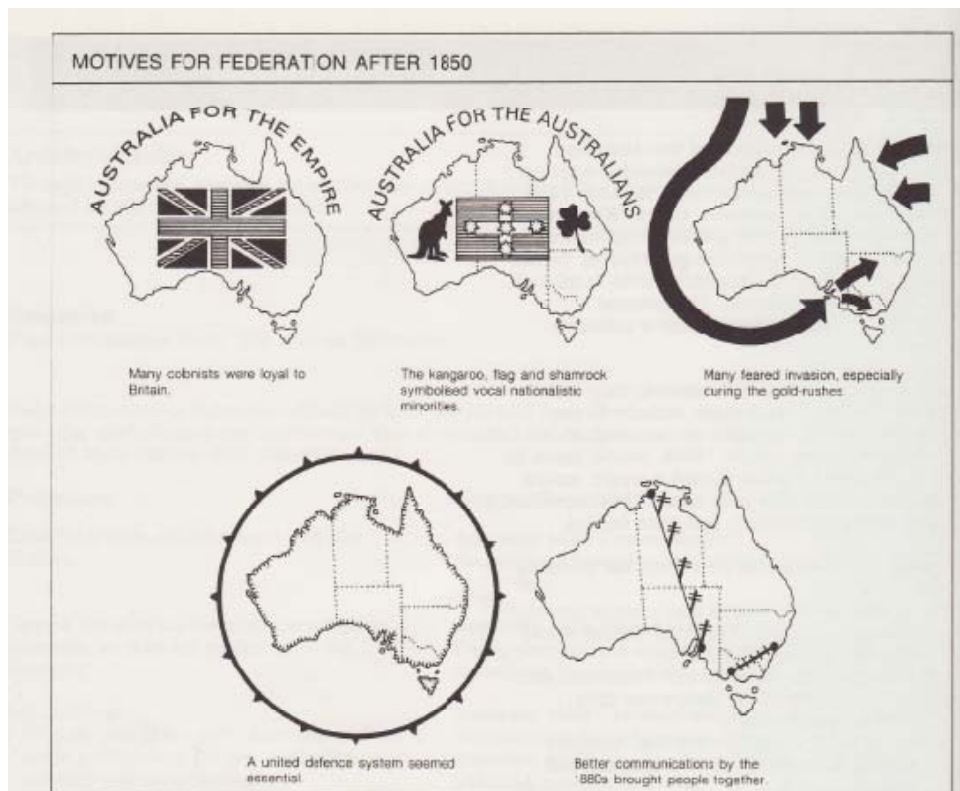 MOTIVES FOR FEDERATION AFTER 1850
AUSTRALIA FOR THE EMPIRE
AUSTRALIA FOR THE AUSTRALIANS
Many colonists were loyal to
Britain.
The kangaroo, flag and shamrock
symbolised vocal nationalistic
minorities.
Many feared invasion, especially
curing the gold-rushes
A united defence system seemed
essential.
Better communications by the
'880s brought people together.